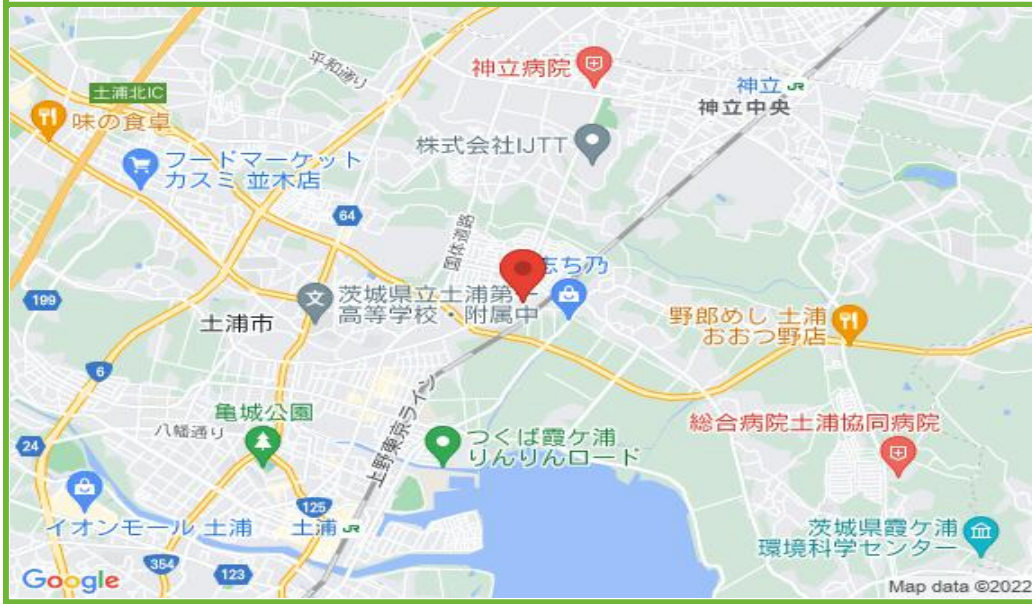 平和通り
神立病院
神立 JR
神立中央
土浦北IC
味の食卓
株式会社IJTT
フードマーケット
カスミ 並木店
64
国体道路
志ち乃
199
茨城県立土浦第一
高等学校・附属中
土浦市
野郎めし 土浦
おおつ野店
6
上野東京ライン
亀城公園
八幡通り
24
つくば霞ケ浦
りんりんロード
総合病院土浦協同病院
125
イオンモール 土浦
土浦 JR
茨城県霞ケ浦
環境科学センター
354
123
Google
Map data ©2022